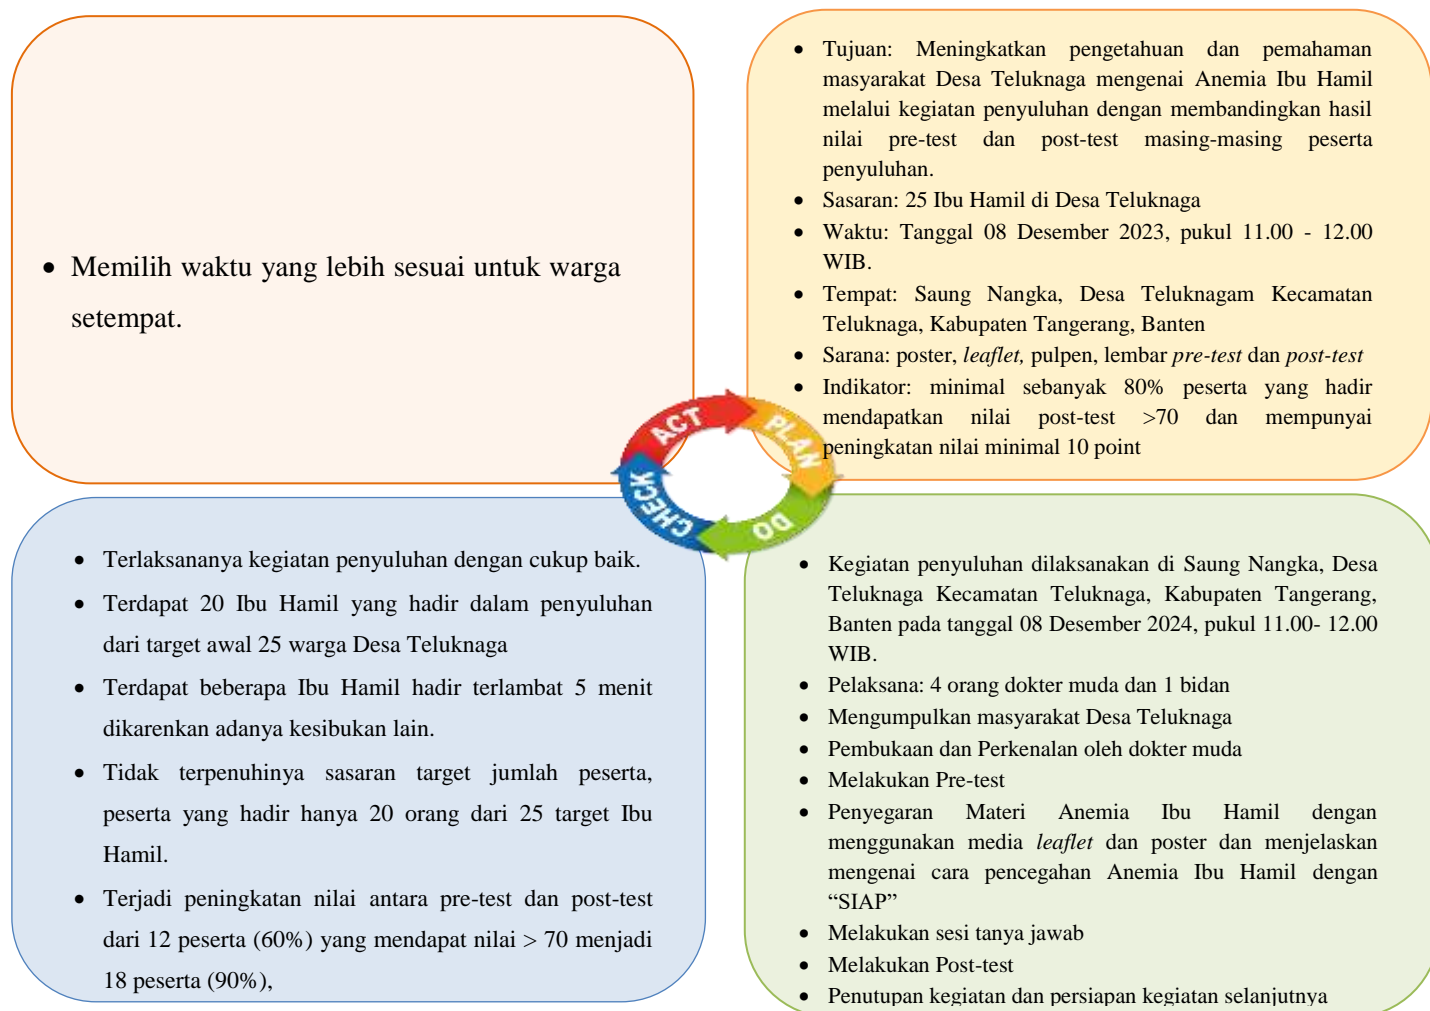 • Memilih waktu yang lebih sesuai untuk warga
setempat.
• Tujuan: Meningkatkan pengetahuan dan pemahaman
masyarakat Desa Teluknaga mengenai Anemia Ibu Hamil
melalui kegiatan penyuluhan dengan membandingkan hasil
nilai pre-test dan post-test masing-masing peserta
penyuluhan.
• Sasaran: 25 Ibu Hamil di Desa Teluknaga
• Waktu: Tanggal 08 Desember 2023, pukul 11.00 - 12.00
WIB.
• Tempat: Saung Nangka, Desa Teluknagam Kecamatan
Teluknaga, Kabupaten Tangerang, Banten
• Sarana: poster, leaflet, pulpen, lembar pre-test dan post-test
• Indikator: minimal sebanyak 80% peserta yang hadir
mendapatkan nilai post-test >70 dan mempunyai
peningkatan nilai minimal 10 point
ACT
PLAN
CHECK
DO
• Terlaksananya kegiatan penyuluhan dengan cukup baik.
• Terdapat 20 Ibu Hamil yang hadir dalam penyuluhan
dari target awal 25 warga Desa Teluknaga
• Terdapat beberapa Ibu Hamil hadir terlambat 5 menit
dikarenkan adanya kesibukan lain.
• Tidak terpenuhinya sasaran target jumlah peserta,
peserta yang hadir hanya 20 orang dari 25 target Ibu
Hamil.
• Terjadi peningkatan nilai antara pre-test dan post-test
dari 12 peserta (60%) yang mendapat nilai > 70 menjadi
18 peserta (90%),
• Kegiatan penyuluhan dilaksanakan di Saung Nangka, Desa
Teluknaga Kecamatan Teluknaga, Kabupaten Tangerang,
Banten pada tanggal 08 Desember 2024, pukul 11.00- 12.00
WIB.
• Pelaksana: 4 orang dokter muda dan 1 bidan
• Mengumpulkan masyarakat Desa Teluknaga
• Pembukaan dan Perkenalan oleh dokter muda
• Melakukan Pre-test
• Penyegaran Materi Anemia Ibu Hamil dengan
menggunakan media leaflet dan poster dan menjelaskan
mengenai cara pencegahan Anemia Ibu Hamil dengan
“SIAP”
• Melakukan sesi tanya jawab
• Melakukan Post-test
• Penutupan kegiatan dan persiapan kegiatan selanjutnya